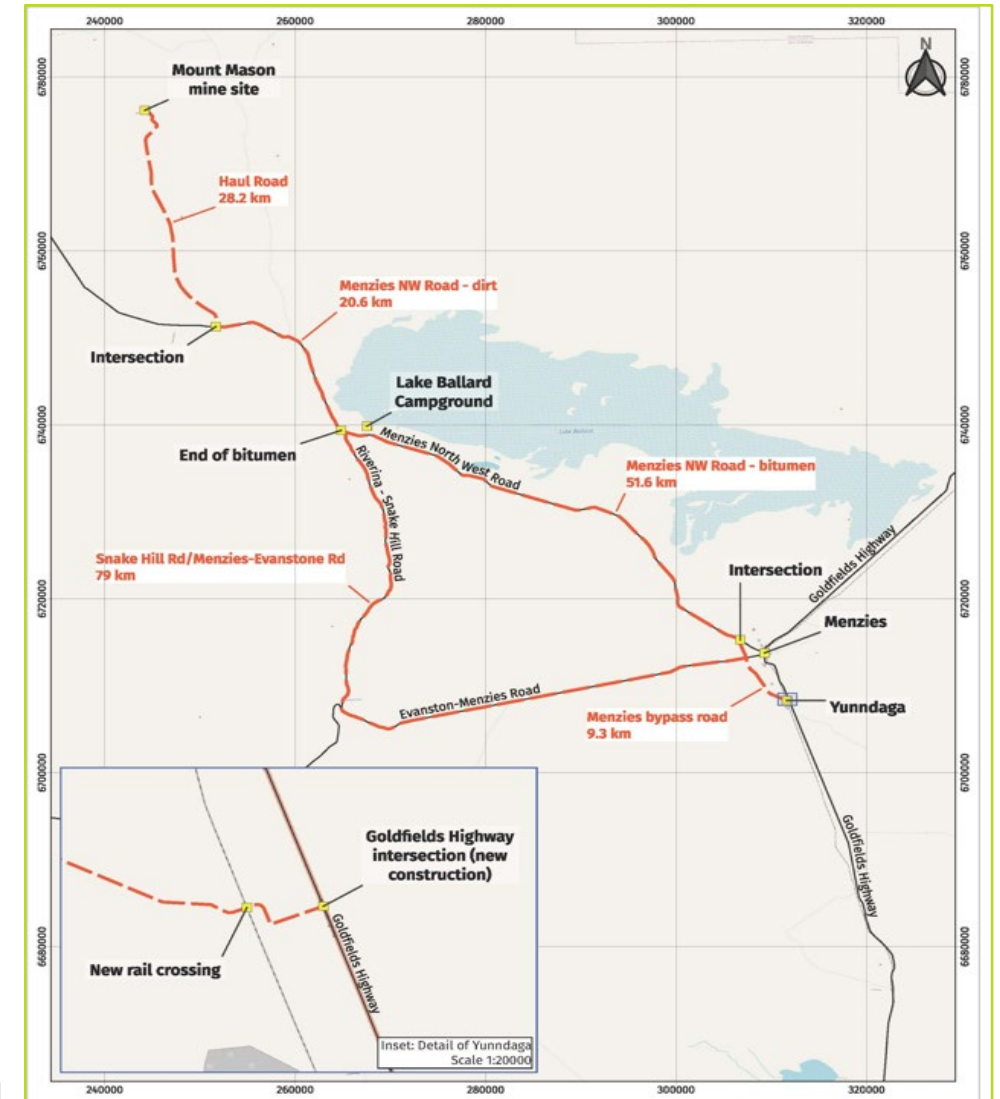 240000
260000
280000
300000
320000
N
6780000
6780000
Mount Mason
mine site
Haul Road
28.2 km
6760000
6760000
Menzies NW Road - dirt
20.6 km
Intersection
Lake Ballard
Campground
6740000
6740000
Lake Ballard
End of bitumen
Menzies North West Road
Menzies NW Road - bitumen
51.6 km
Riverina - Snake Hill Road
Goldfields Highway
Snake Hill Rd/Menzies-Evanstone Rd
79 km
Intersection
6720000
6720000
Menzies
Evanston-Menzies Road
Menzies bypass road
9.3 km
Yunndaga
6700000
6700000
Goldfields Highway
Goldfields Highway
intersection (new
construction)
Goldfields Highway
New rail crossing
6680000
6680000
Inset: Detail of Yunndaga
Scale 1:20000
240000
260000
280000
300000
320000